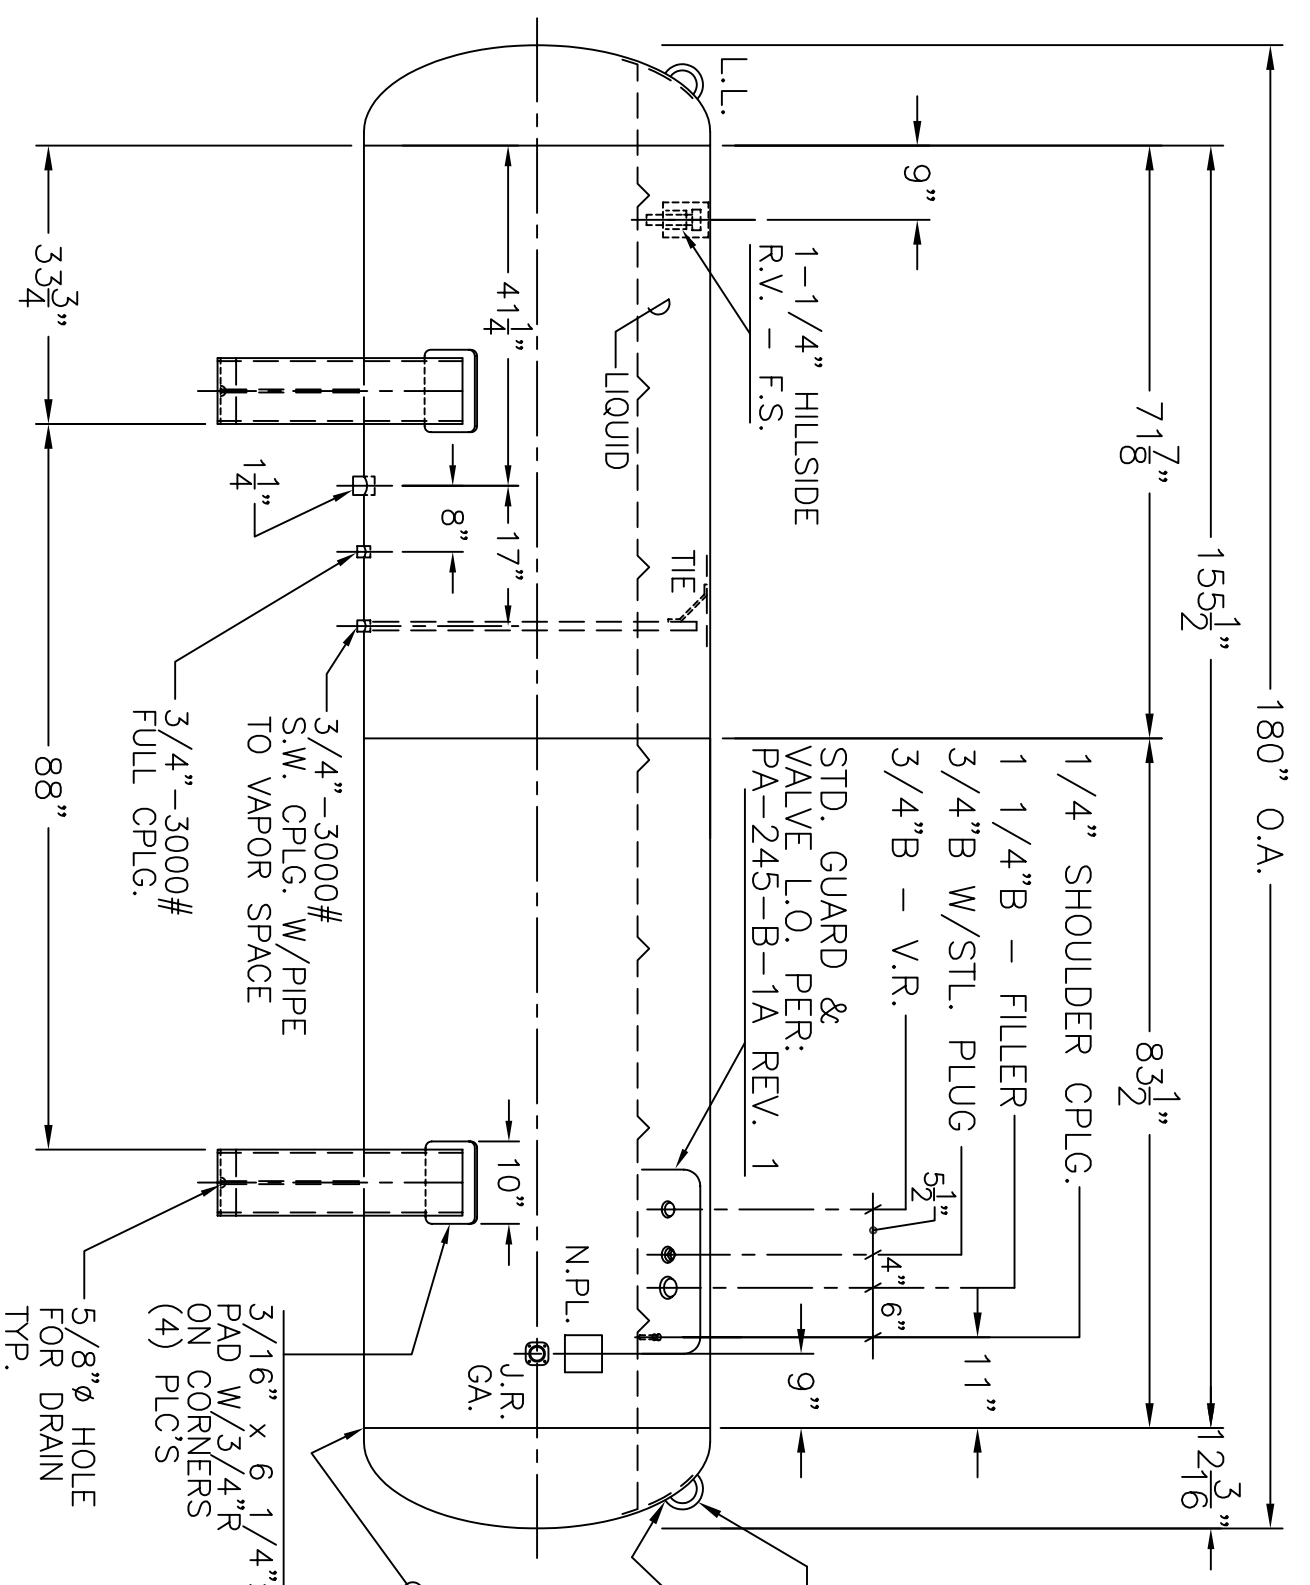 180" O.A.
155 1/2"
12 3/16"
71 7/8"
83 1/2"
9"
L.L.
1-1/4" HILLSIDE
R.V. - F.S.
1/4" SHOULDER CPLG.
1 1/4"B - FILLER
3/4"B W/STL. PLUG
3/4"B - V.R.
STD. GUARD &
VALVE L.O. PER:
PA-245-B-1A REV. 1
5 1/2"
4"
6"
11"
9"
TIE
LIQUID
41 1/4"
17"
8"
10"
N.PL.
J.R.
GA.
1 1/4"
3/4"-3000#
S.W. CPLG. W/PIPE
TO VAPOR SPACE
3/4"-3000#
FULL CPLG.
3/16" x 6 1/4"
PAD W/3/4"R
ON CORNERS
(4) PLC'S
33 3/4"
88"
5/8"ø HOLE
FOR DRAIN
TYP.